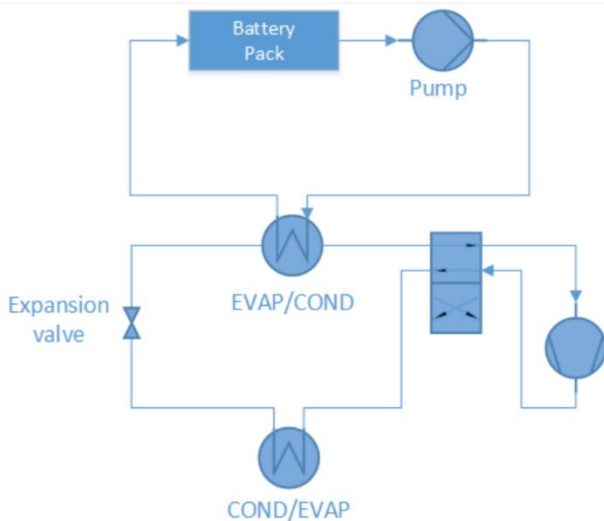 Battery
Pack
Pump
EVAP/COND
Expansion
valve
COND/EVAP